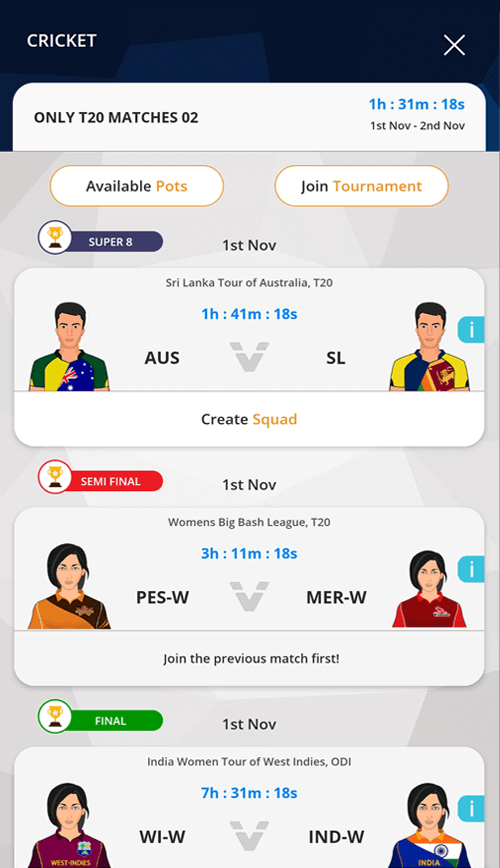 CRICKET
ONLY T20 MATCHES 02
1h : 31m : 18s
1st Nov - 2nd Nov
Available Pots
Join Tournament
SUPER 8
1st Nov
Sri Lanka Tour of Australia, T20
1h : 41m : 18s
i
AUS
SL
Create Squad
SEMI FINAL
1st Nov
Womens Big Bash League, T20
3h : 11m : 18s
i
PES-W
MER-W
Join the previous match first!
FINAL
1st Nov
India Women Tour of West Indies, ODI
7h : 31m : 18s
i
WI-W
IND-W
WEST-INDIES
INDIA